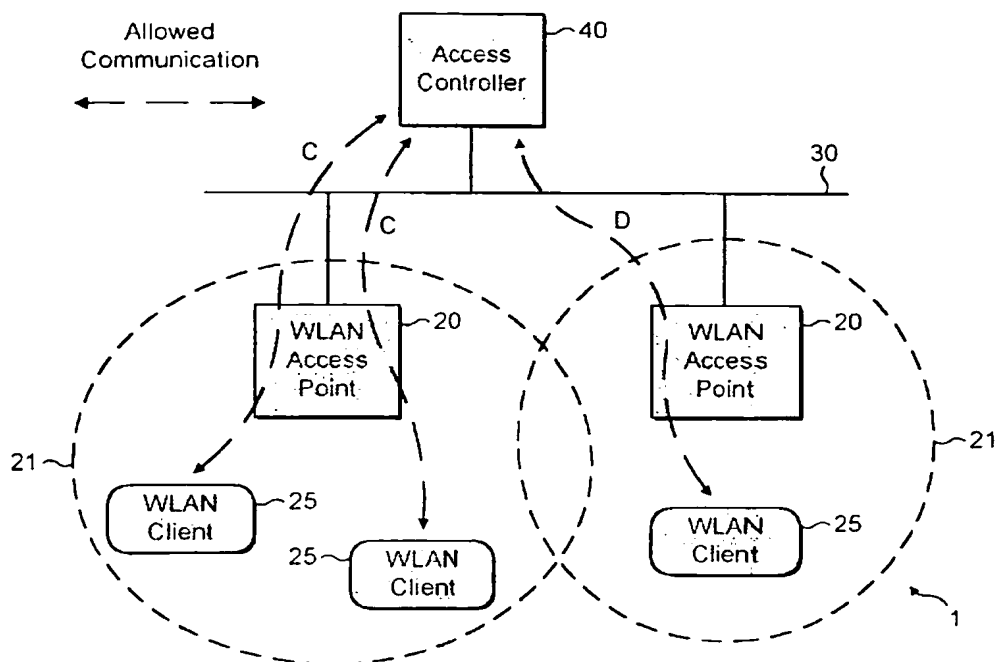 Allowed
Communication
Access
Controller
40
C
C
D
30
WLAN
Access
Point
20
WLAN
Access
Point
20
21
21
WLAN
Client
25
25
WLAN
Client
WLAN
Client
25
1